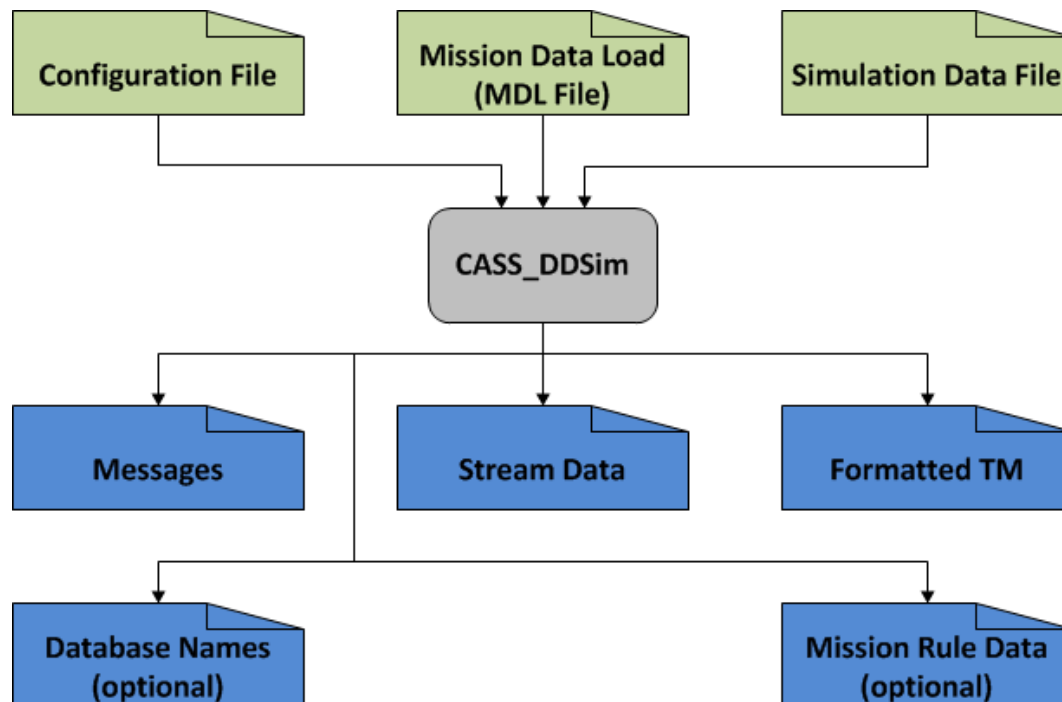 Configuration File
Mission Data Load
(MDL File)
Simulation Data File
CASS_DDSim
Messages
Stream Data
Formatted TM
Database Names
(optional)
Mission Rule Data
(optional)